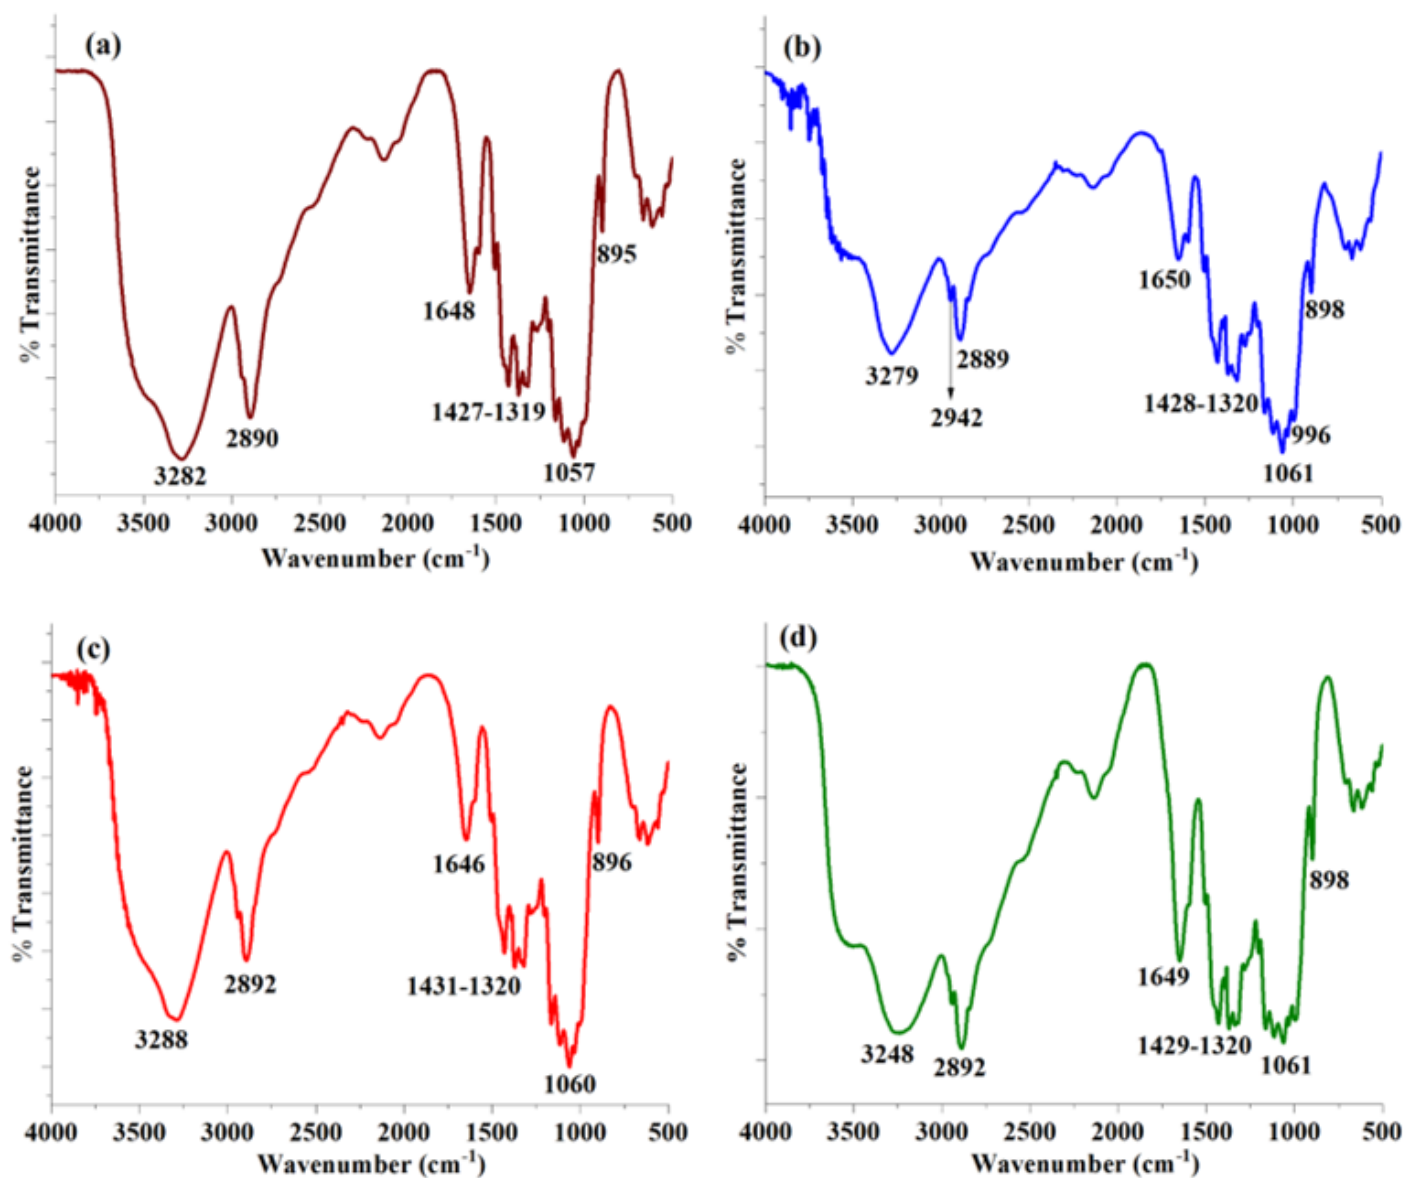 (a)
% Transmittance
895
1648
1427-1319
2890
3282
1057
4000 3500 3000 2500 2000 1500 1000 500
Wavenumber (cm⁻¹)
(b)
% Transmittance
1650
898
3279
2889
2942
1428-1320
996
1061
4000 3500 3000 2500 2000 1500 1000 500
Wavenumber (cm⁻¹)
(c)
% Transmittance
1646
896
2892
1431-1320
3288
1060
4000 3500 3000 2500 2000 1500 1000 500
Wavenumber (cm⁻¹)
(d)
% Transmittance
898
1649
3248
2892
1429-1320
1061
4000 3500 3000 2500 2000 1500 1000 500
Wavenumber (cm⁻¹)